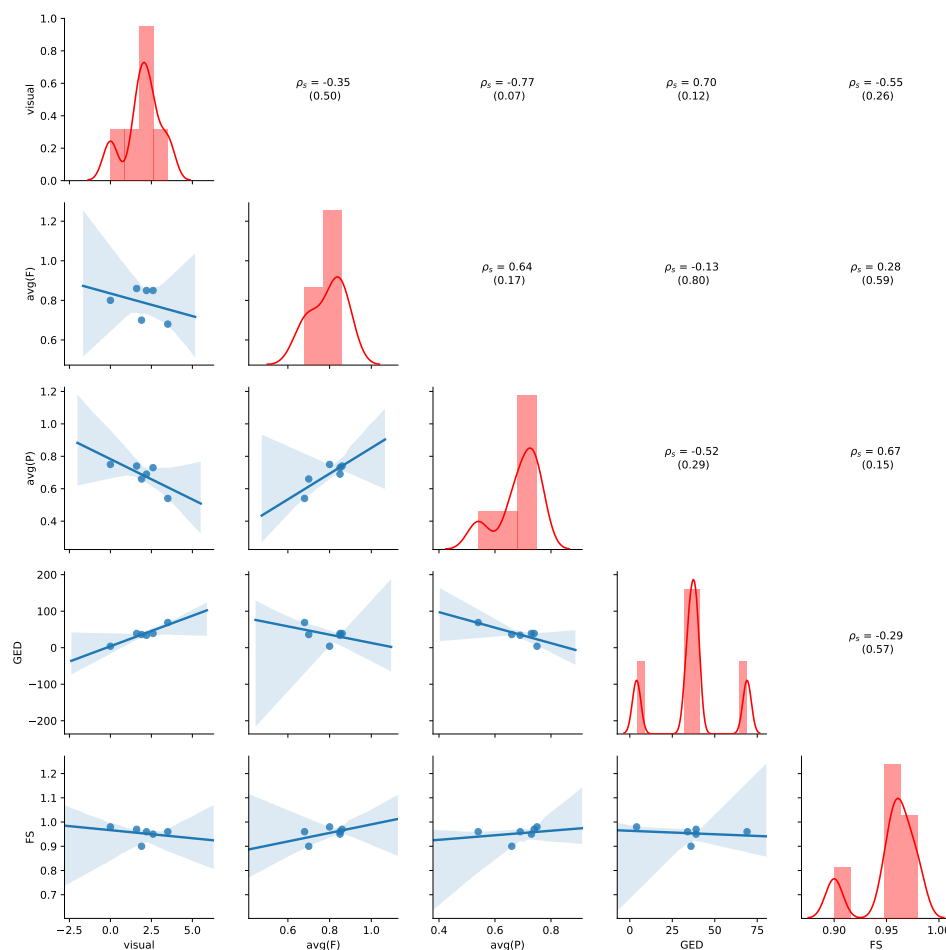 1.0
0.8
0.6
0.4
0.2
0.0
visual
ρs = -0.35
(0.50)
ρs = -0.77
(0.07)
ρs = 0.70
(0.12)
ρs = -0.55
(0.26)
1.2
1.0
0.8
0.6
avg(F)
ρs = 0.64
(0.17)
ρs = -0.13
(0.80)
ρs = 0.28
(0.59)
1.2
1.0
0.8
0.6
0.4
avg(P)
ρs = -0.52
(0.29)
ρs = 0.67
(0.15)
200
100
0
−100
−200
GED
ρs = -0.29
(0.57)
1.2
1.1
1.0
0.9
0.8
0.7
FS
−2.5 0.0 2.5 5.0
visual
0.6 0.8 1.0
avg(F)
0.4 0.6 0.8
avg(P)
0 25 50 75
GED
0.90 0.95 1.0
FS